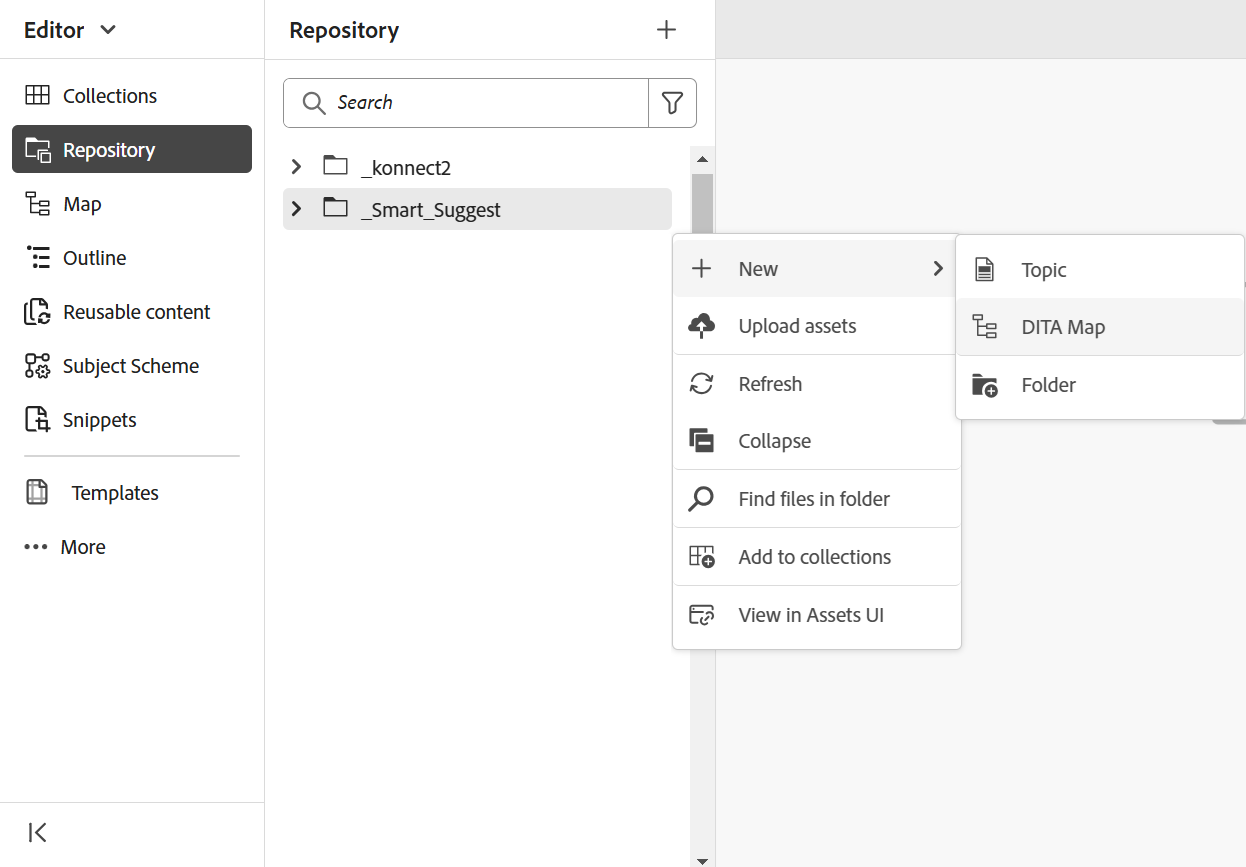 Editor
Collections
Repository
Map
Outline
Reusable content
Subject Scheme
Snippets
Templates
More
Repository
Search
_konnect2
_Smart_Suggest
New
Upload assets
Refresh
Collapse
Find files in folder
Add to collections
View in Assets UI
Topic
DITA Map
Folder